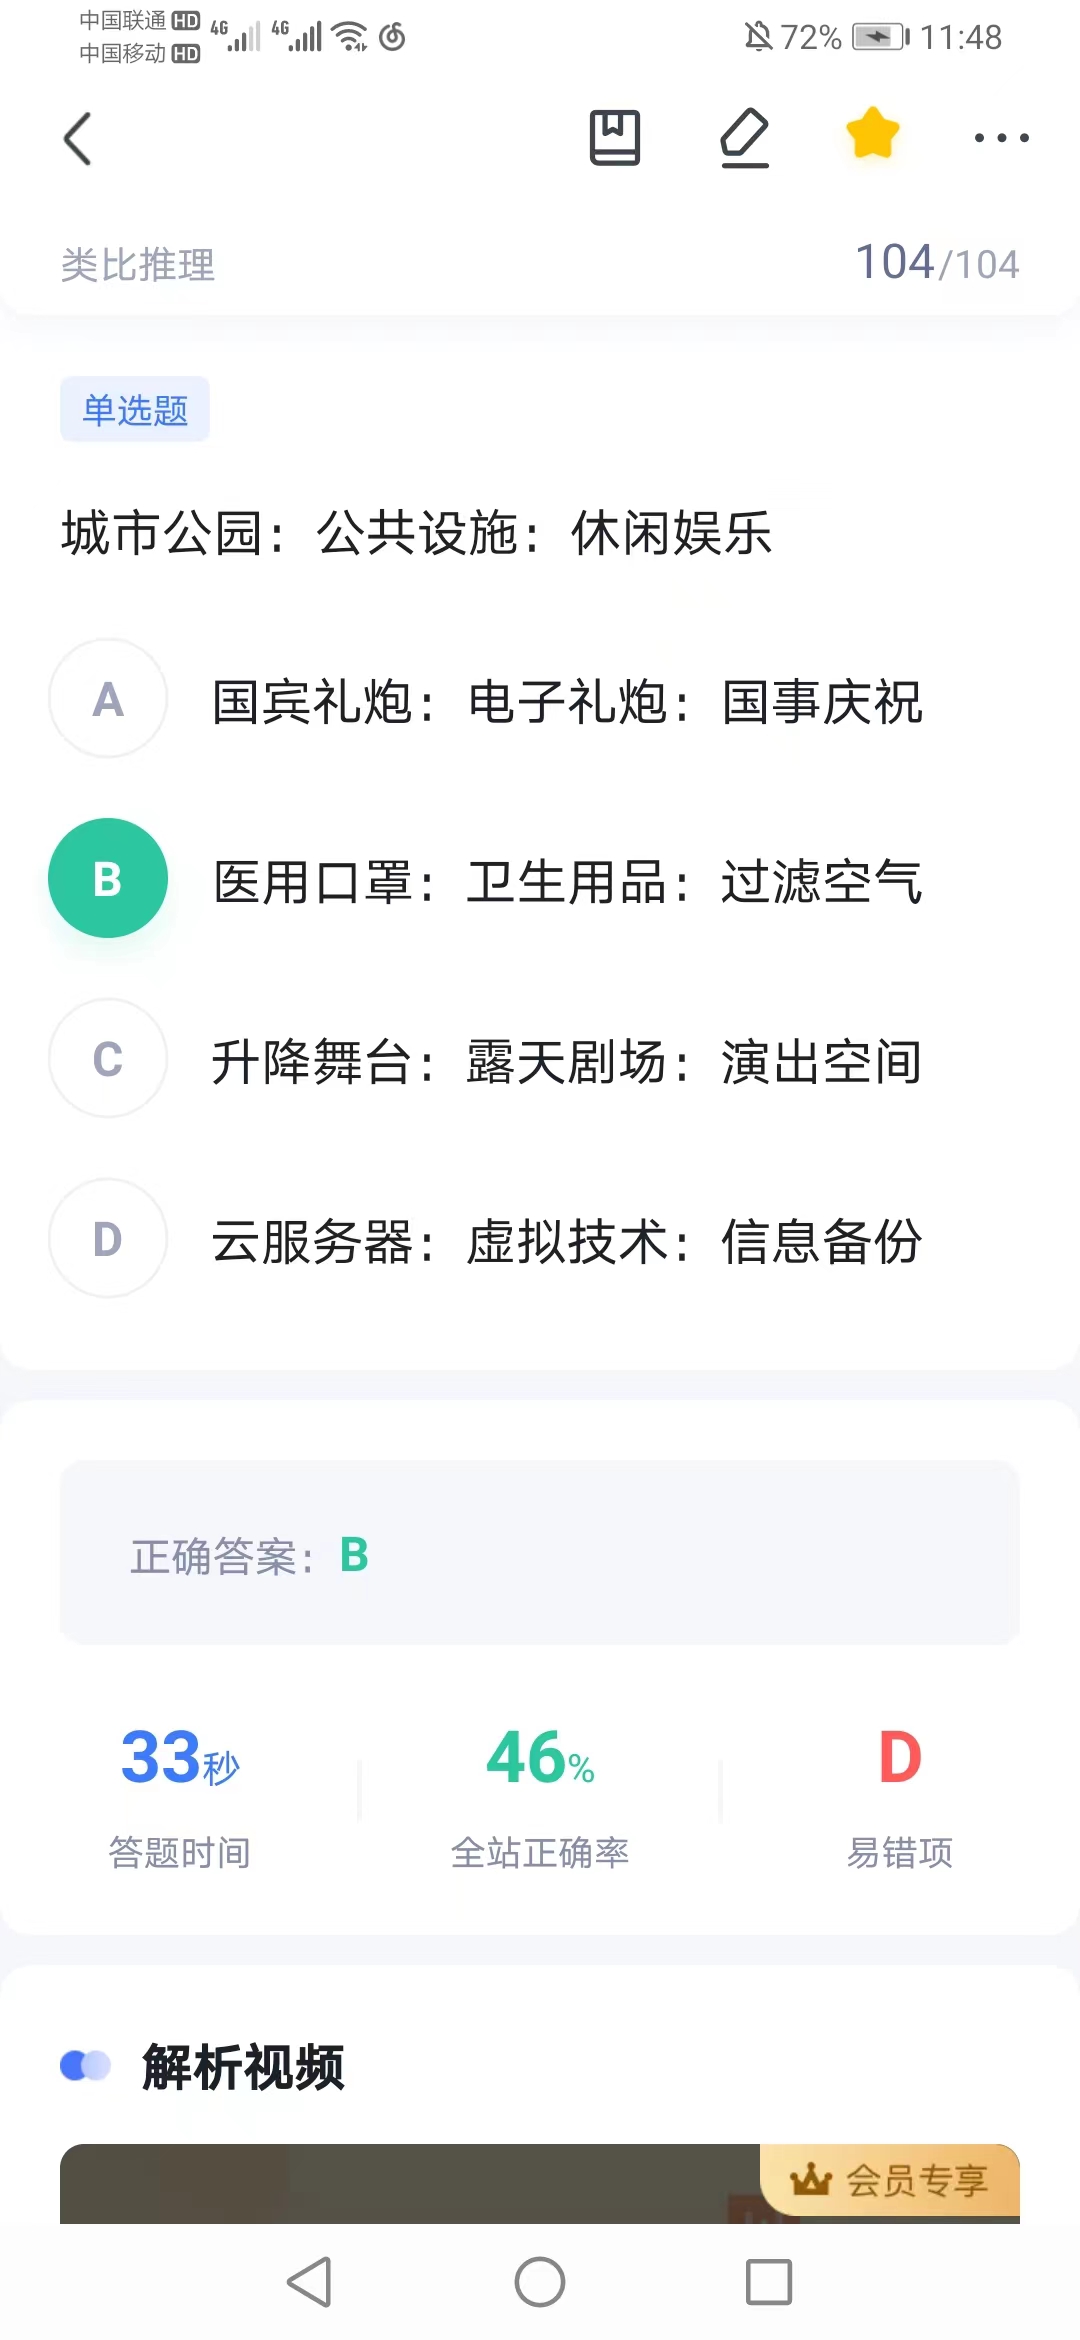 中国联通 HD 4G 4G 72% 11:48
中国移动 HD
类比推理 104/104
单选题
城市公园：公共设施：休闲娱乐
A 国宾礼炮：电子礼炮：国事庆祝
B 医用口罩：卫生用品：过滤空气
C 升降舞台：露天剧场：演出空间
D 云服务器：虚拟技术：信息备份
正确答案：B
33秒 46% D
答题时间 全站正确率 易错项
解析视频
会员专享